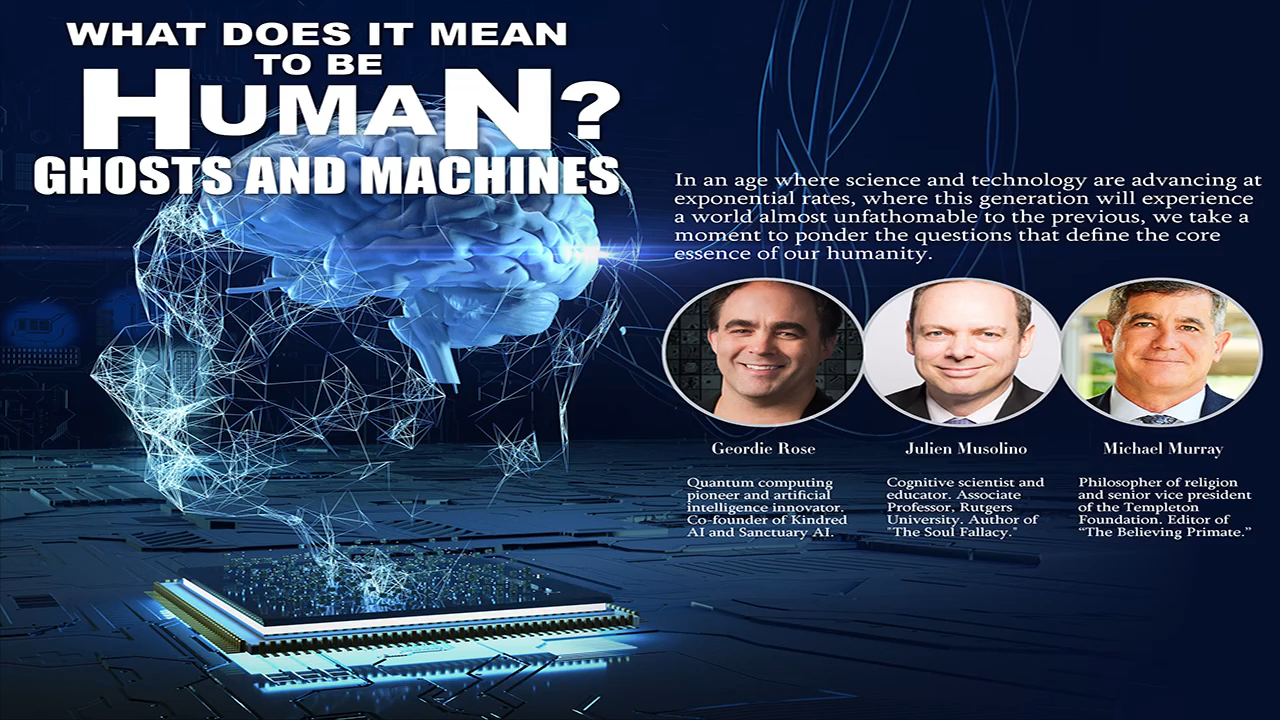 WHAT DOES IT MEAN
TO BE
HUMAN?
GHOSTS AND MACHINES
In an age where science and technology are advancing at
exponential rates, where this generation will experience
a world almost unfathomable to the previous, we take a
moment to ponder the questions that define the core
essence of our humanity.
Geordie Rose
Quantum computing
pioneer and artificial
intelligence innovator.
Co-founder of Kindred
AI and Sanctuary AI.
Julien Musolino
Cognitive scientist and
educator. Associate
Professor, Rutgers
University. Author of
"The Soul Fallacy."
Michael Murray
Philosopher of religion
and senior vice president
of the Templeton
Foundation. Editor of
“The Believing Primate.”